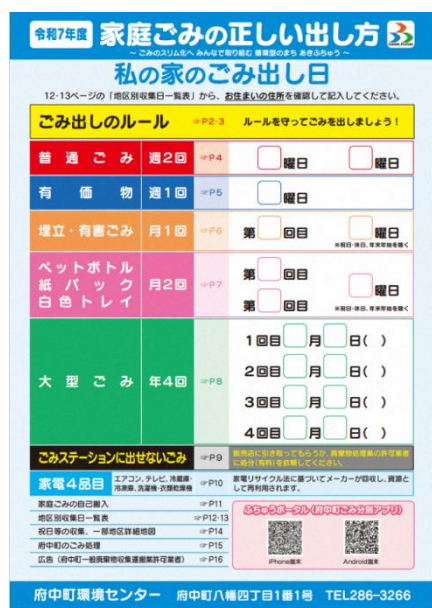 令和7年度 家庭ごみの正しい出し方
～ ごみのスリム化へ みんなで取り組む 循環型のまち あきふちゅう ～
私の家のごみ出し日
12・13ページの「地区別収集日一覧表」から、お住まいの住所を確認して記入してください。
ごみ出しのルール ☞P2・3 ルールを守ってごみを出しましょう！
普通ごみ 週2回 ☞P4 曜日 曜日
有価物 週1回 ☞P5 曜日
埋立・有害ごみ 月1回 ☞P6 第 回目 曜日
※祝日・休日、年末年始を除く
ペットボトル
紙パック
白色トレイ
月2回 ☞P7 第 回目
第 回目
曜日
※祝日・休日、年末年始を除く
大型ごみ 年4回 ☞P8
1回目 月 日( )
2回目 月 日( )
3回目 月 日( )
4回目 月 日( )
ごみステーションに出せないごみ ☞P9 販売店に引き取ってもらうか、廃棄物処理業の許可業者
に処分(有料)を依頼してください。
家電4品目 エアコン、テレビ、冷蔵庫・
冷凍庫、洗濯機・衣類乾燥機
☞P10 家電リサイクル法に基づいてメーカーが回収し、資源と
して再利用されます。
家庭ごみの自己搬入 ☞P11
地区別収集日一覧表 ☞P12・13
祝日等の収集、一部地区詳細地図 ☞P14
府中町のごみ処理 ☞P15
広告（府中町一般廃棄物収集運搬業許可業者） ☞P16
ふちゅうポータル(府中町ごみ分別アプリ)
iPhone端末 Android端末
府中町環境センター 府中町八幡四丁目1番1号 TEL286-3266